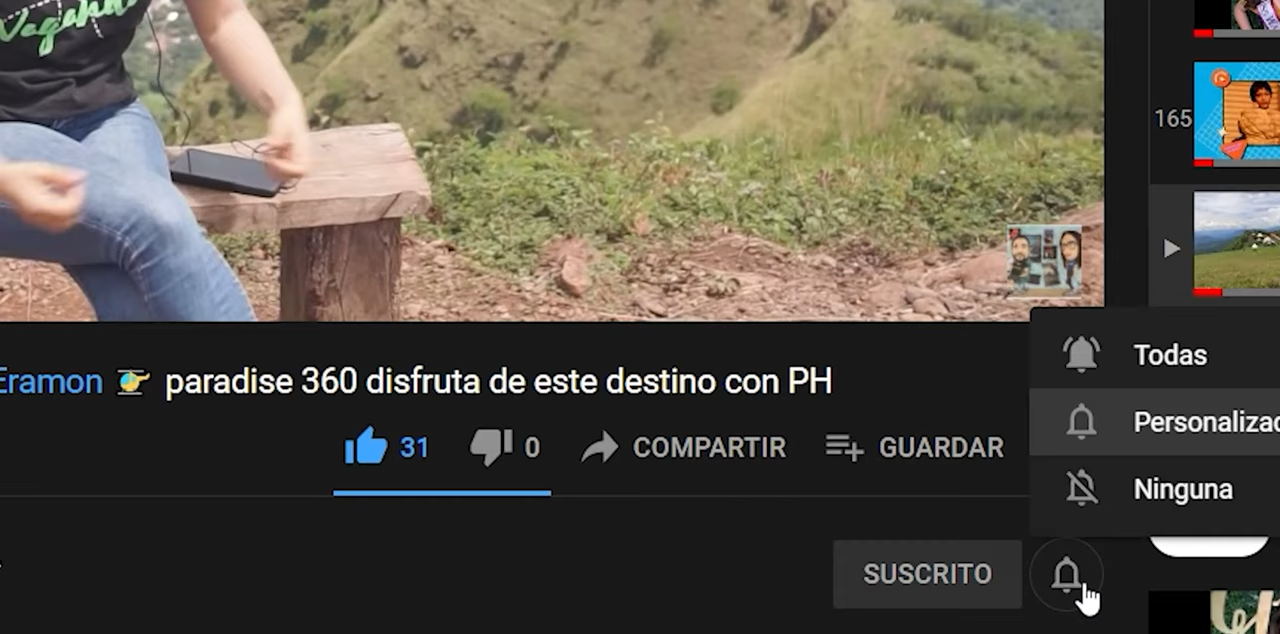 165
Eramon 🚁 paradise 360 disfruta de este destino con PH
31 0 COMPARTIR GUARDAR
Todas
Ninguna
SUSCRITO